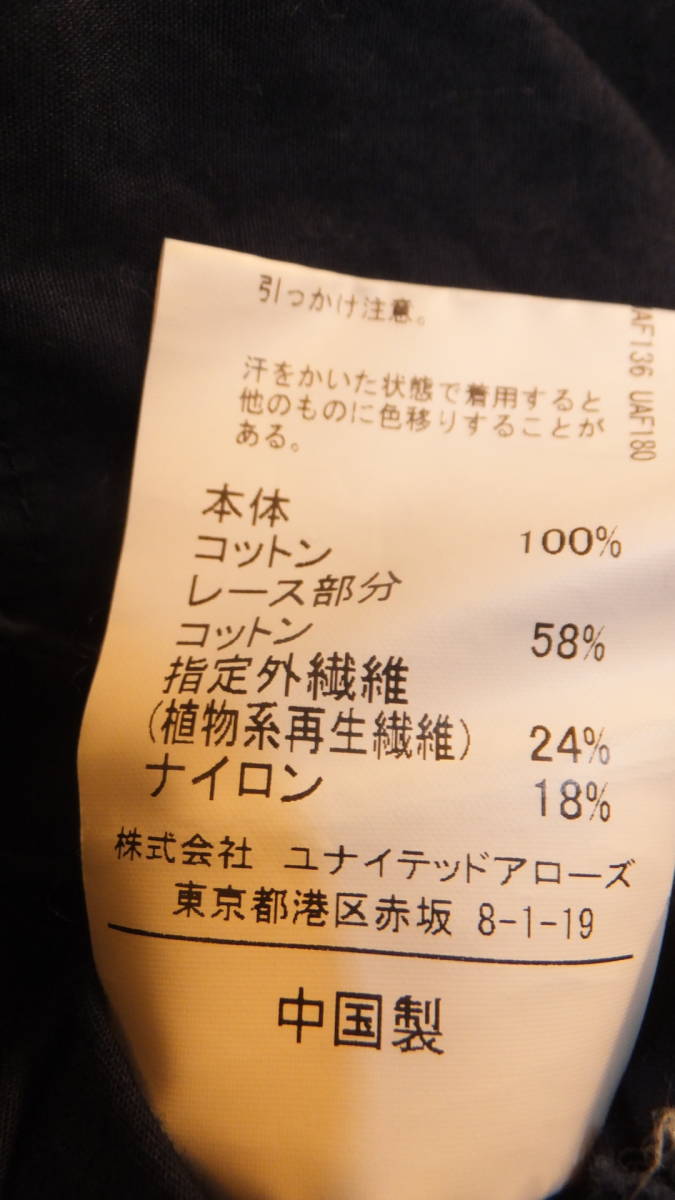 引っかけ注意。
汗をかいた状態で着用すると
他のものに色移りすることが
ある。
本体
コットン 100%
レース部分
コットン 58%
指定外繊維
(植物系再生繊維) 24%
ナイロン 18%
株式会社 ユナイテッドアローズ
東京都港区赤坂 8-1-19
中国製
AF136 UAF180